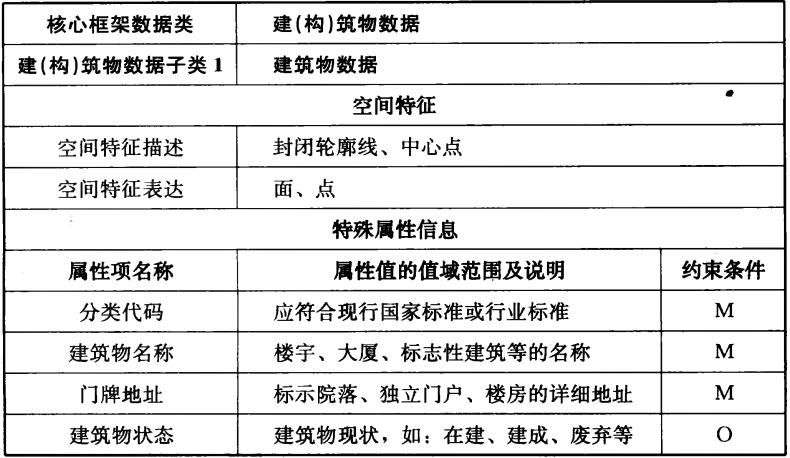 核心框架数据类 建(构)筑物数据
建(构)筑物数据子类 1 建筑物数据
空间特征
空间特征描述 封闭轮廓线、中心点
空间特征表达 面、点
特殊属性信息
属性项名称 属性值的值域范围及说明 约束条件
分类代码 应符合现行国家标准或行业标准 M
建筑物名称 楼宇、大厦、标志性建筑等的名称 M
门牌地址 标示院落、独立门户、楼房的详细地址 M
建筑物状态 建筑物现状，如：在建、建成、废弃等 O